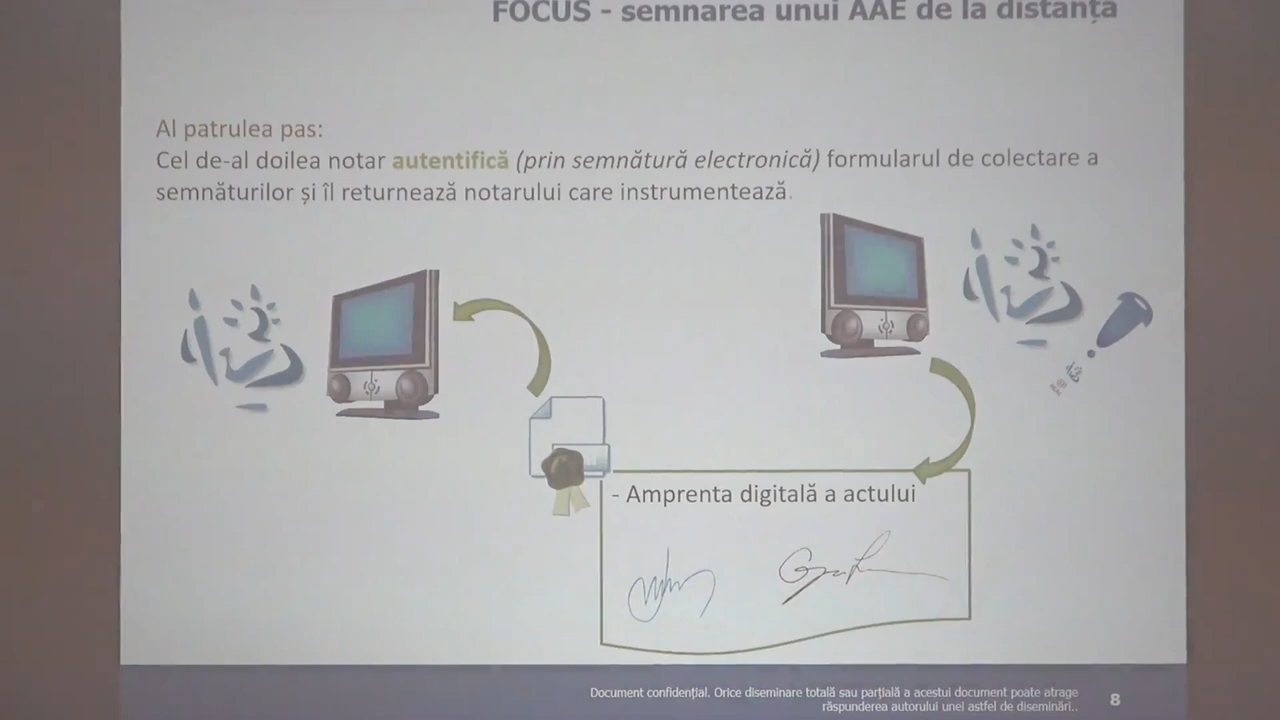 FOCUS - semnarea unui AAE de la distanța
Al patrulea pas:
Cel de-al doilea notar autentifică (prin semnătură electronică) formularul de colectare a
semnăturilor și îl returnează notarului care instrumentează.
- Amprenta digitală a actului
Document confidențial. Orice diseminare totală sau parțială a acestui document poate atrage
răspunderea autorului unei astfel de diseminări..
8